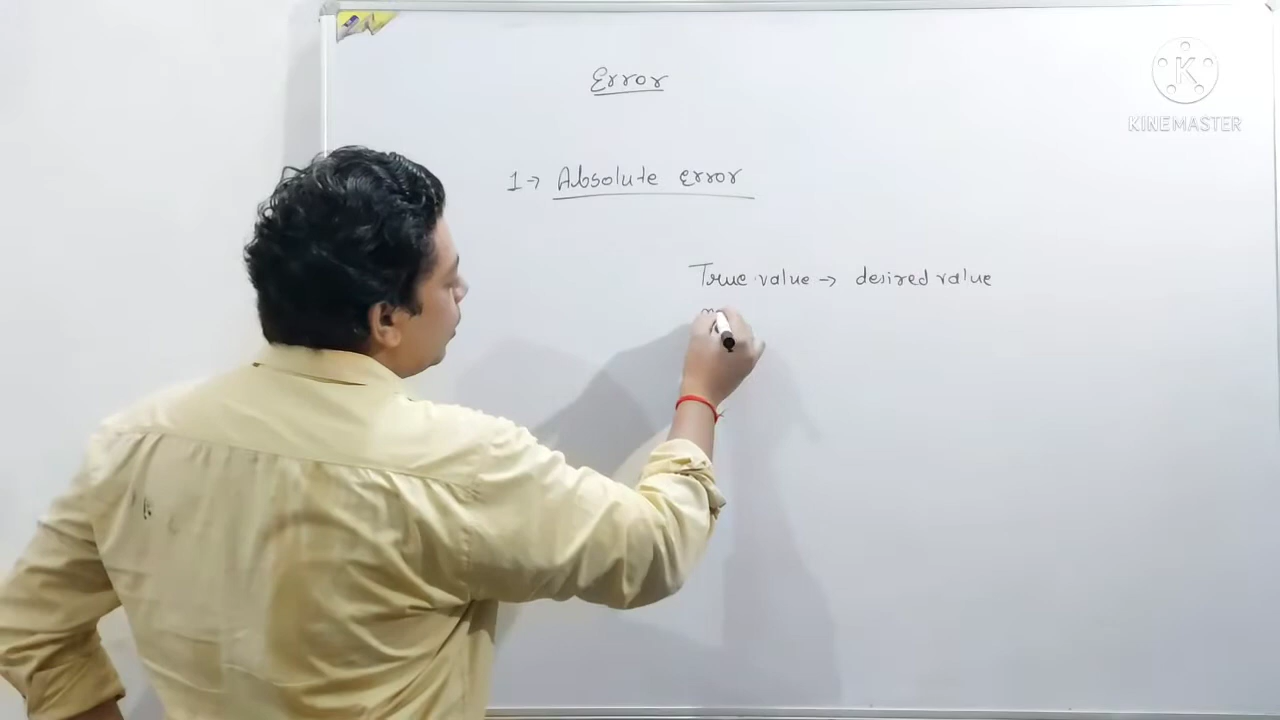 Error
1→ Absolute error
True value → desired value
KINEMASTER